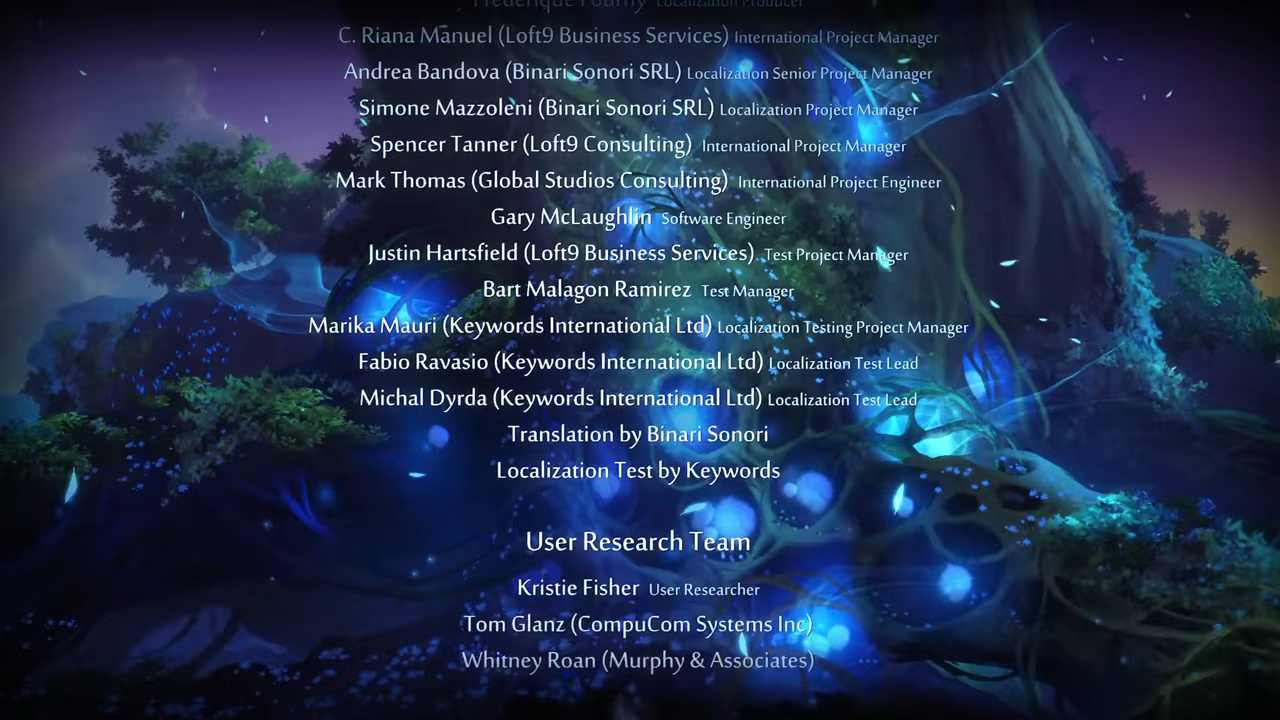 Frederique Fourny Localization Producer
C. Riana Manuel (Loft9 Business Services) International Project Manager
Andrea Bandova (Binari Sonori SRL) Localization Senior Project Manager
Simone Mazzoleni (Binari Sonori SRL) Localization Project Manager
Spencer Tanner (Loft9 Consulting) International Project Manager
Mark Thomas (Global Studios Consulting) International Project Engineer
Gary McLaughlin Software Engineer
Justin Hartsfield (Loft9 Business Services) Test Project Manager
Bart Malagon Ramirez Test Manager
Marika Mauri (Keywords International Ltd) Localization Testing Project Manager
Fabio Ravasio (Keywords International Ltd) Localization Test Lead
Michal Dyrda (Keywords International Ltd) Localization Test Lead
Translation by Binari Sonori
Localization Test by Keywords
User Research Team
Kristie Fisher User Researcher
Tom Glanz (CompuCom Systems Inc)
Whitney Roan (Murphy & Associates)